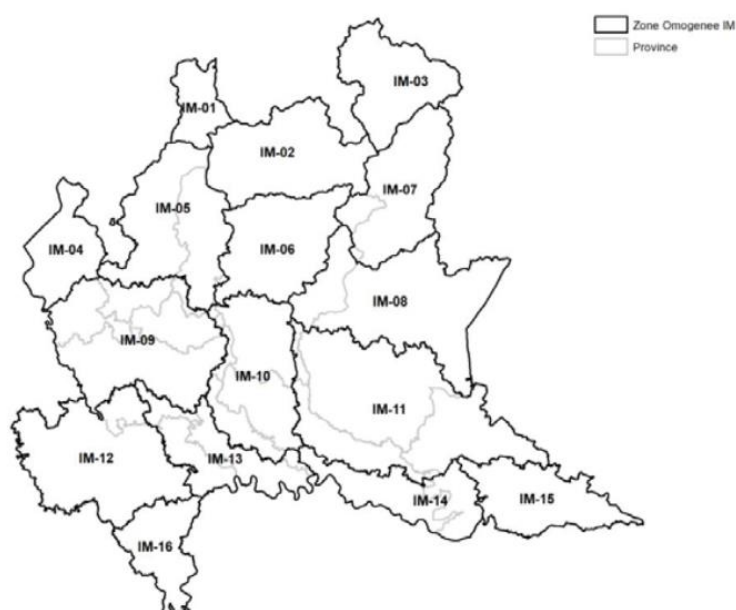 Zone Omogenee IM
Province
IM-03
IM-01
IM-02
IM-07
IM-05
IM-04
IM-06
IM-08
IM-09
IM-10
IM-11
IM-12
IM-13
IM-14
IM-15
IM-16